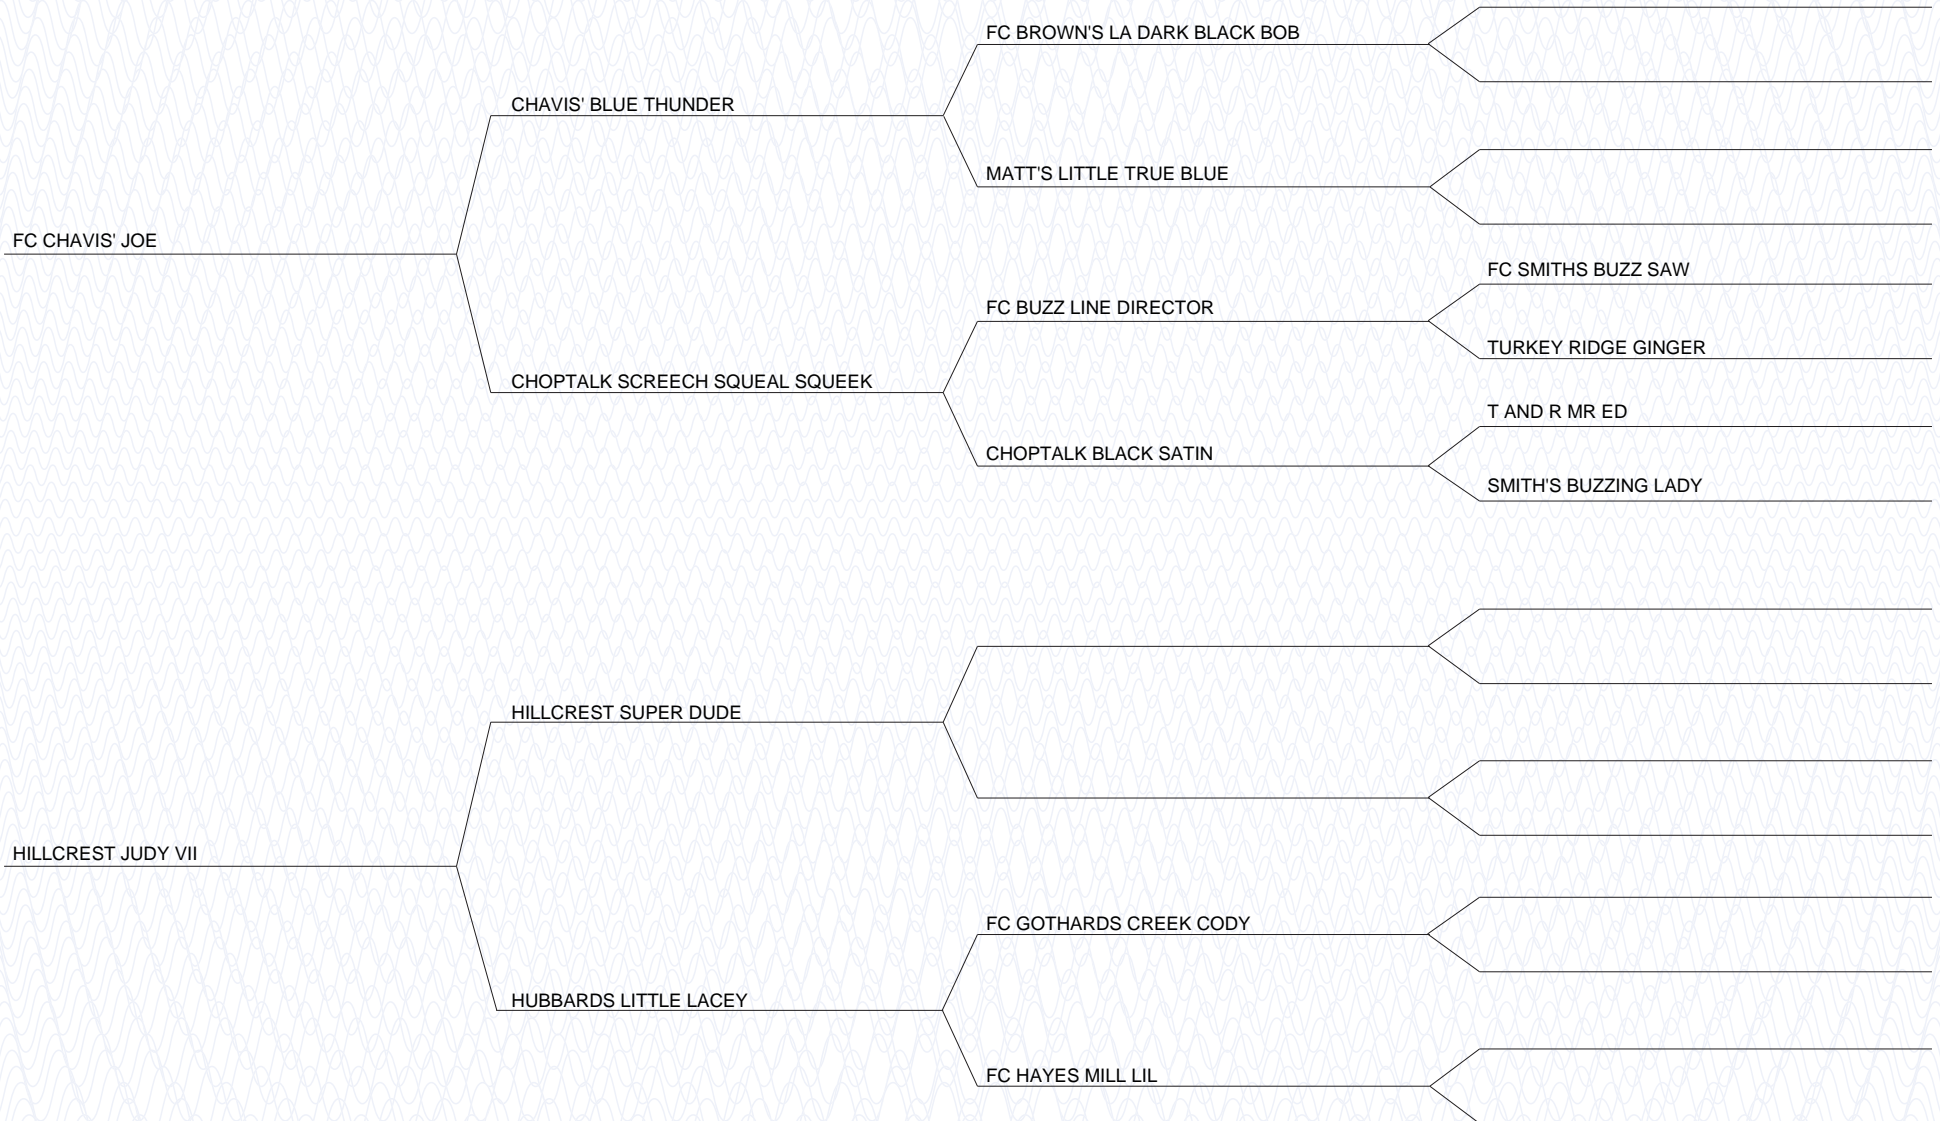 FC BROWN'S LA DARK BLACK BOB
CHAVIS' BLUE THUNDER
MATT'S LITTLE TRUE BLUE
FC CHAVIS' JOE
FC SMITHS BUZZ SAW
FC BUZZ LINE DIRECTOR
TURKEY RIDGE GINGER
CHOPTALK SCREECH SQUEAL SQUEEK
T AND R MR ED
CHOPTALK BLACK SATIN
SMITH'S BUZZING LADY
HILLCREST SUPER DUDE
HILLCREST JUDY VII
FC GOTHARDS CREEK CODY
HUBBARDS LITTLE LACEY
FC HAYES MILL LIL